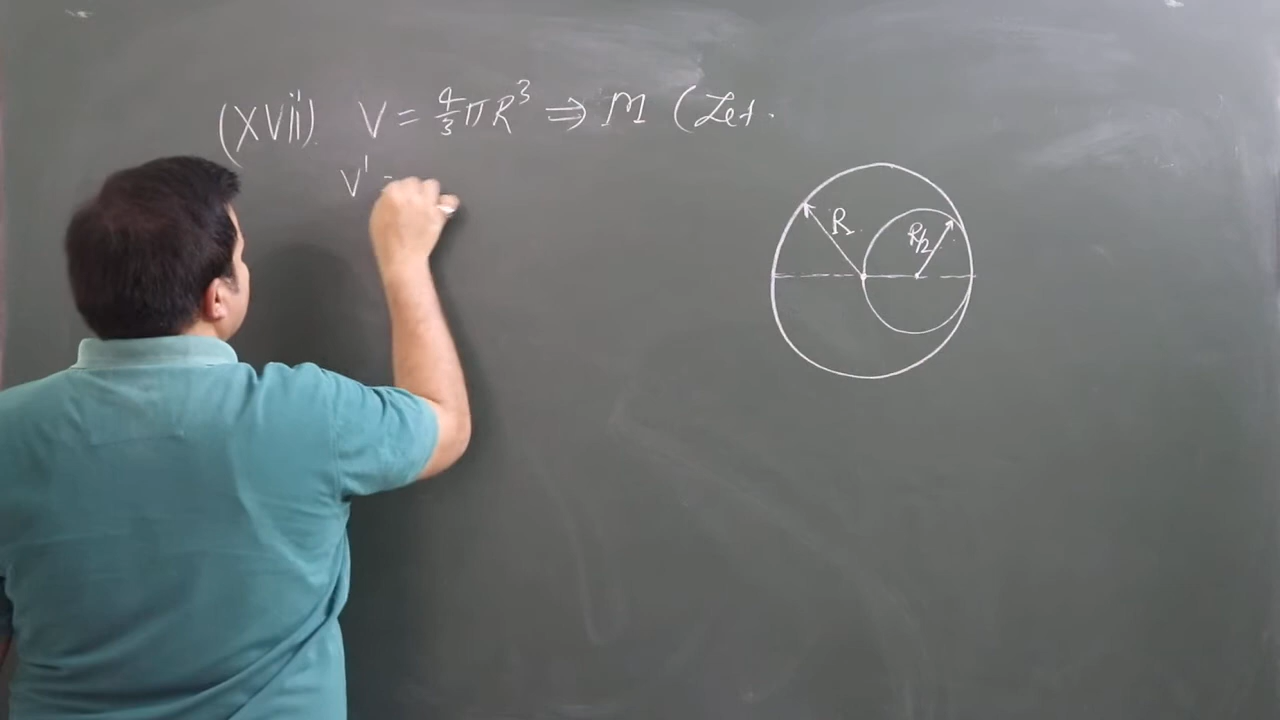 (XVii). V = 4/3 πR³ ⇒ M (Let.
V' =
R
R/2